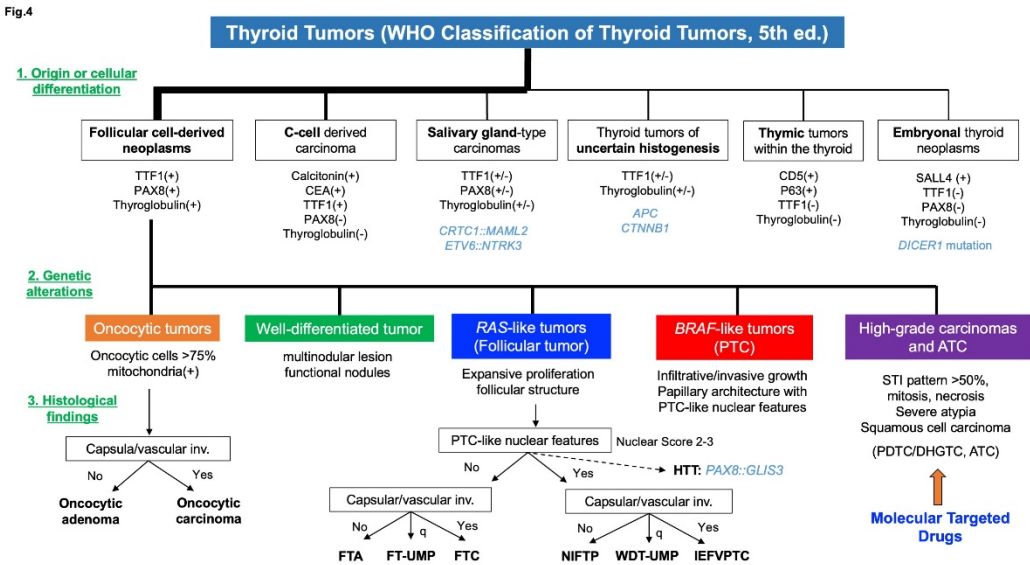 Fig.4
Thyroid Tumors (WHO Classification of Thyroid Tumors, 5th ed.)
1. Origin or cellular
differentiation
Follicular cell-derived
neoplasms
TTF1(+)
PAX8(+)
Thyroglobulin(+)
C-cell derived
carcinoma
Calcitonin(+)
CEA(+)
TTF1(+)
PAX8(-)
Thyroglobulin(-)
Salivary gland-type
carcinomas
TTF1(+/-)
PAX8(+/-)
Thyroglobulin(+/-)
CRTC1::MAML2
ETV6::NTRK3
Thyroid tumors of
uncertain histogenesis
TTF1(+/-)
Thyroglobulin(+/-)
APC
CTNNB1
Thymic tumors
within the thyroid
CD5(+)
P63(+)
TTF1(-)
Thyroglobulin(-)
Embryonal thyroid
neoplasms
SALL4 (+)
TTF1(-)
PAX8(-)
Thyroglobulin(-)
DICER1 mutation
2. Genetic
alterations
Oncocytic tumors
Oncocytic cells >75%
mitochondria(+)
Well-differentiated tumor
multinodular lesion
functional nodules
RAS-like tumors
(Follicular tumor)
Expansive proliferation
follicular structure
BRAF-like tumors
(PTC)
Infiltrative/invasive growth
Papillary architecture with
PTC-like nuclear features
High-grade carcinomas
and ATC
STI pattern >50%,
mitosis, necrosis
Severe atypia
Squamous cell carcinoma
(PDTC/DHGTC, ATC)
Molecular Targeted
Drugs
3. Histological
findings
Capsula/vascular inv.
No
Yes
Oncocytic
adenoma
Oncocytic
carcinoma
PTC-like nuclear features
Nuclear Score 2-3
No
Yes
HTT: PAX8::GLIS3
Capsular/vascular inv.
No
q
Yes
FTA
FT-UMP
FTC
Capsular/vascular inv.
No
q
Yes
NIFTP
WDT-UMP
IEFVPTC